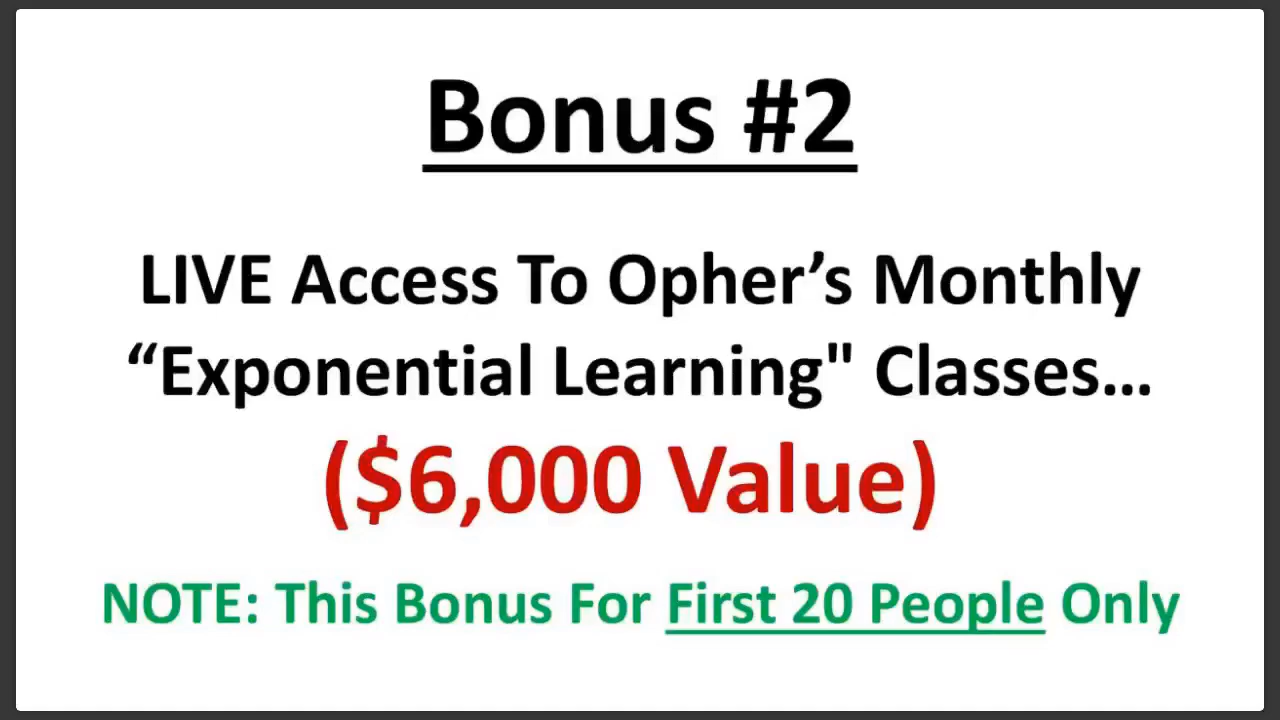 Bonus #2
LIVE Access To Opher’s Monthly
“Exponential Learning" Classes...
($6,000 Value)
NOTE: This Bonus For First 20 People Only